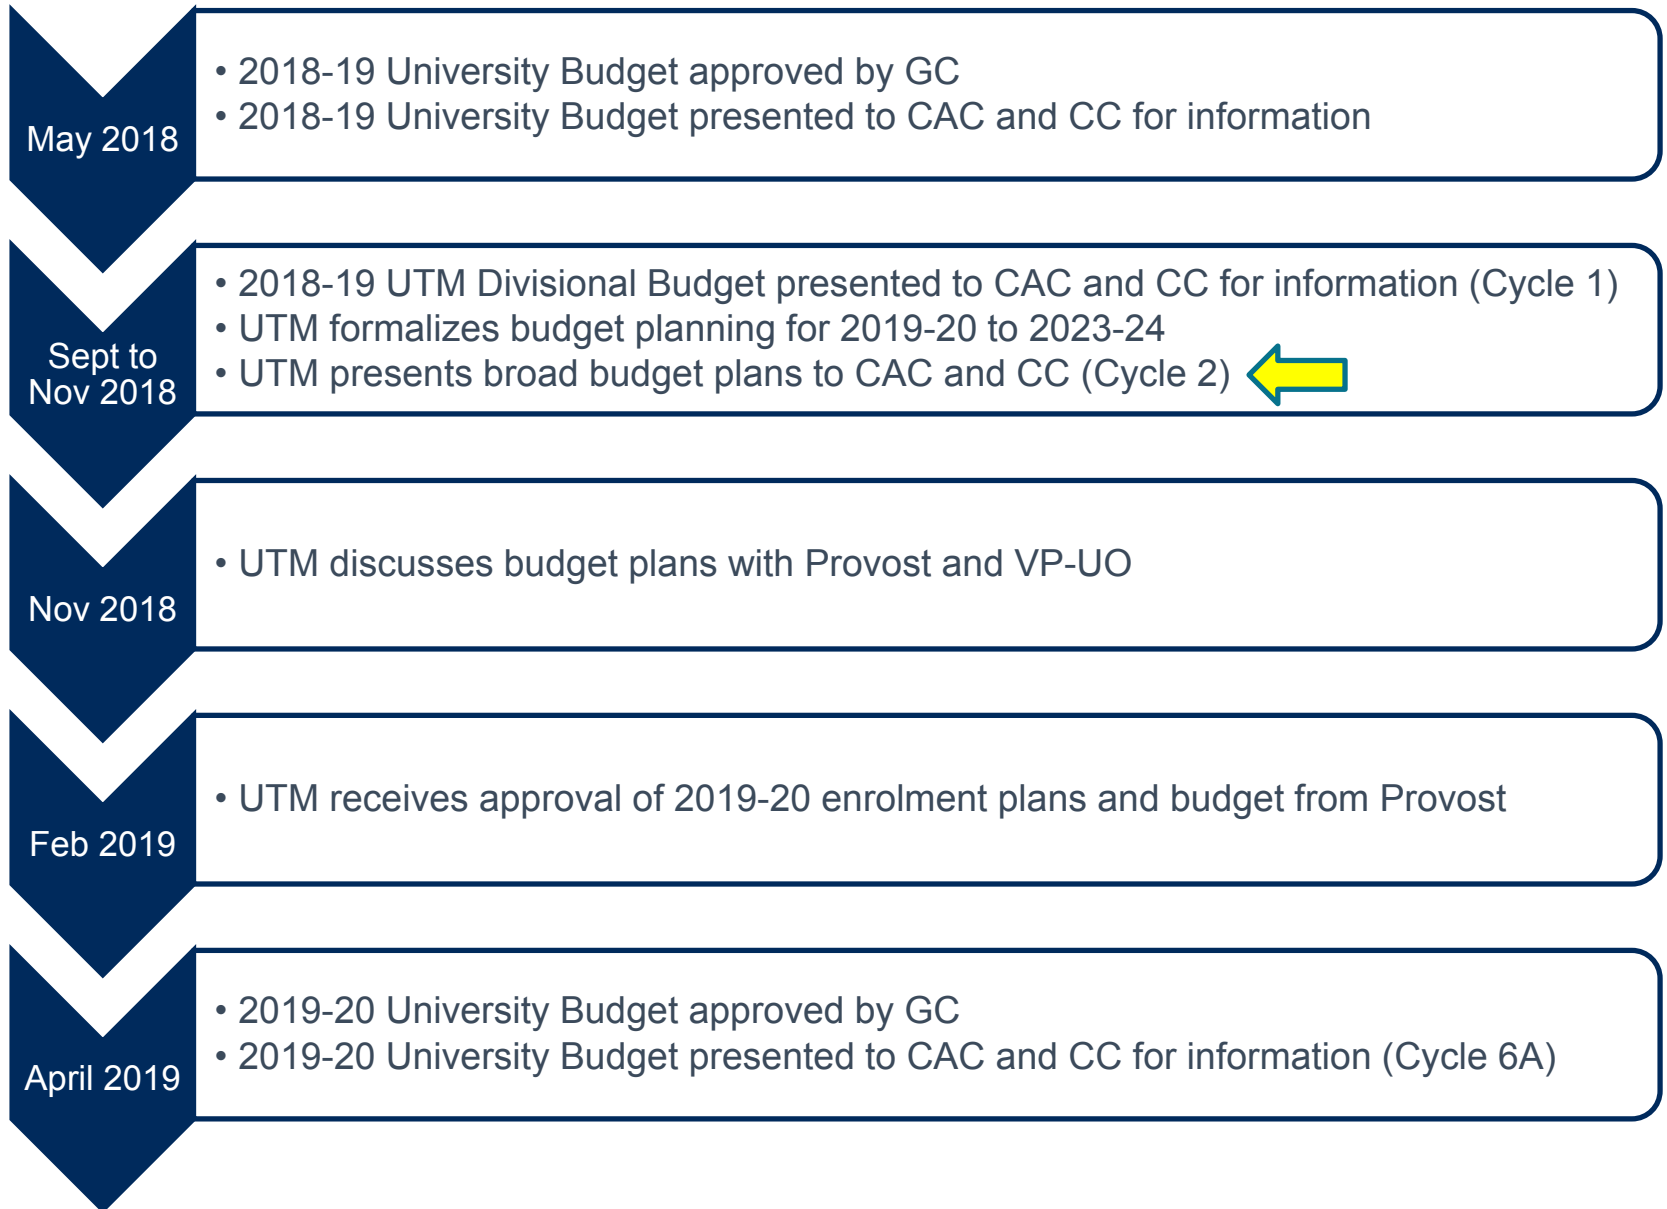 May 2018
• 2018-19 University Budget approved by GC
• 2018-19 University Budget presented to CAC and CC for information
Sept to
Nov 2018
• 2018-19 UTM Divisional Budget presented to CAC and CC for information (Cycle 1)
• UTM formalizes budget planning for 2019-20 to 2023-24
• UTM presents broad budget plans to CAC and CC (Cycle 2)
Nov 2018
• UTM discusses budget plans with Provost and VP-UO
Feb 2019
• UTM receives approval of 2019-20 enrolment plans and budget from Provost
April 2019
• 2019-20 University Budget approved by GC
• 2019-20 University Budget presented to CAC and CC for information (Cycle 6A)